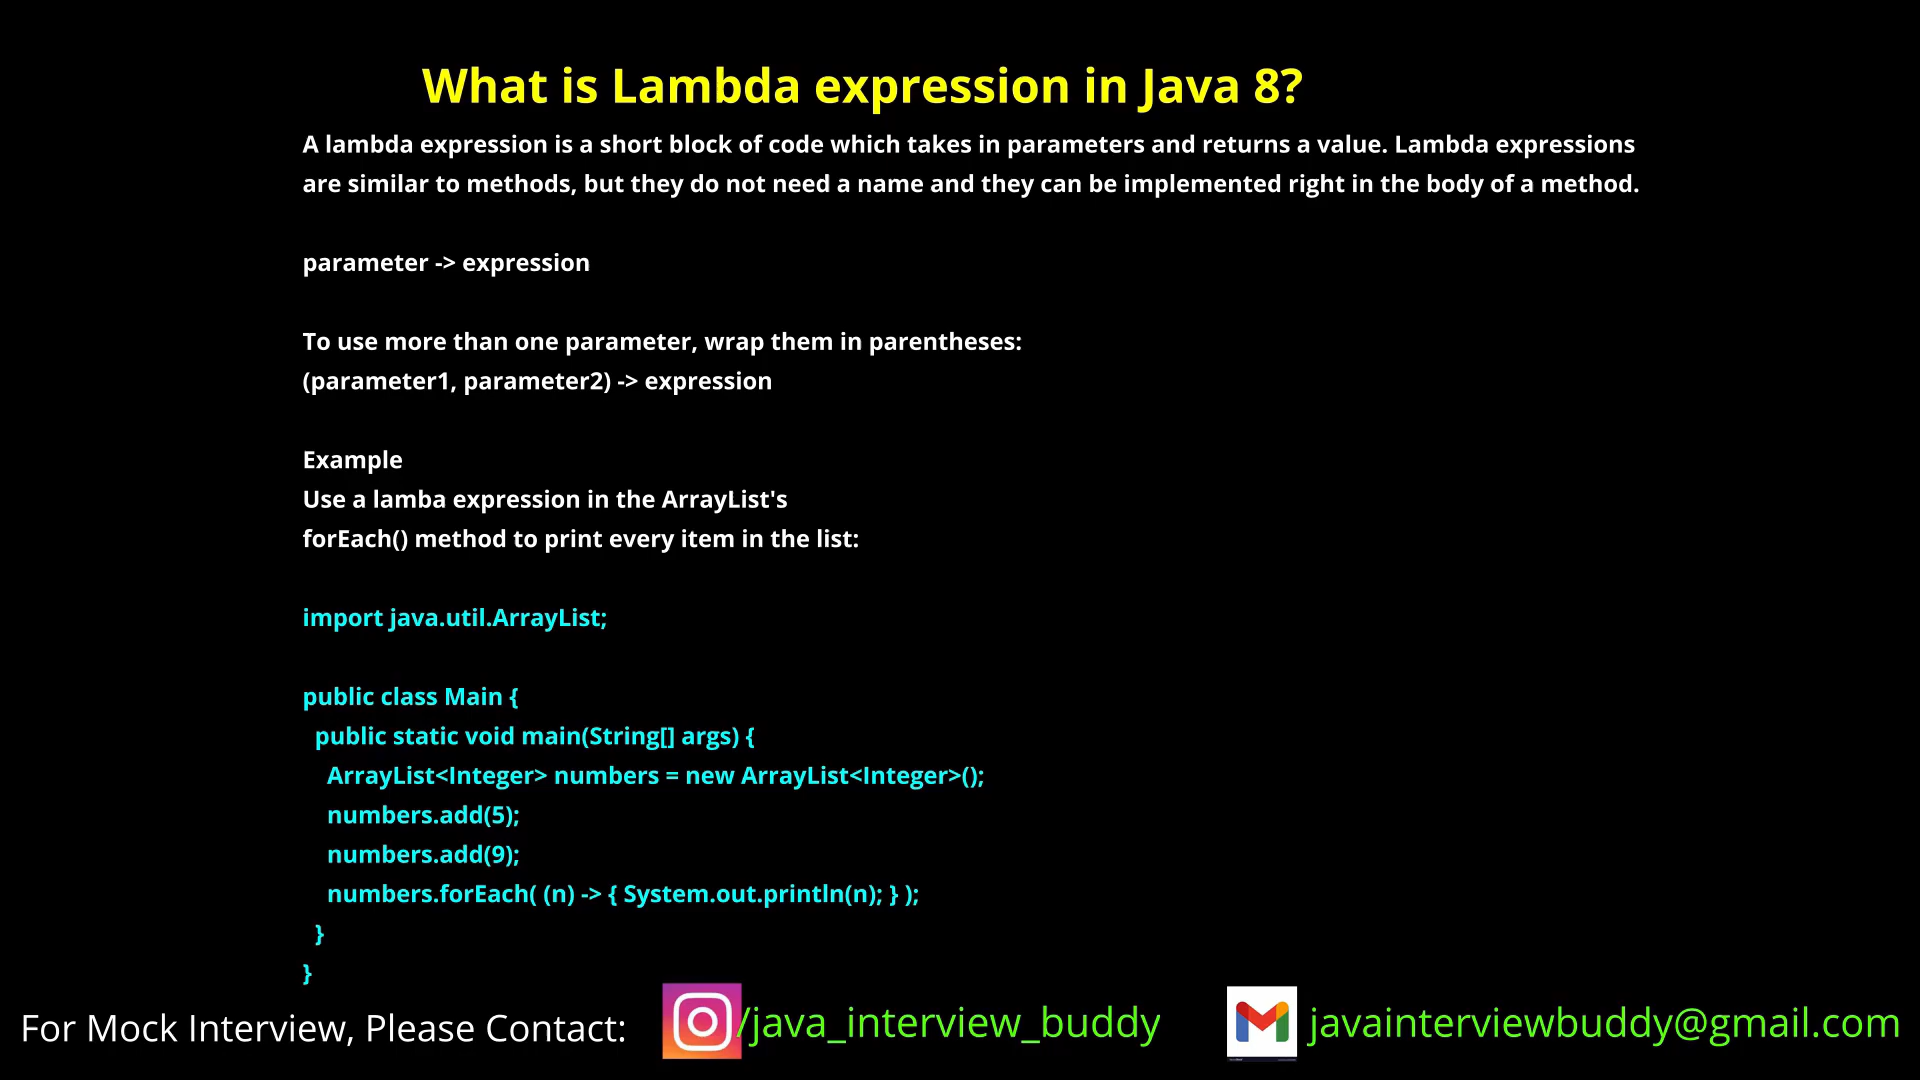 What is Lambda expression in Java 8?
A lambda expression is a short block of code which takes in parameters and returns a value. Lambda expressions
are similar to methods, but they do not need a name and they can be implemented right in the body of a method.
parameter -> expression
To use more than one parameter, wrap them in parentheses:
(parameter1, parameter2) -> expression
Example
Use a lamba expression in the ArrayList's
forEach() method to print every item in the list:
import java.util.ArrayList;
public class Main {
public static void main(String[] args) {
ArrayList<Integer> numbers = new ArrayList<Integer>();
numbers.add(5);
numbers.add(9);
numbers.forEach( (n) -> { System.out.println(n); } );
}
}
For Mock Interview, Please Contact: /java_interview_buddy javainterviewbuddy@gmail.com